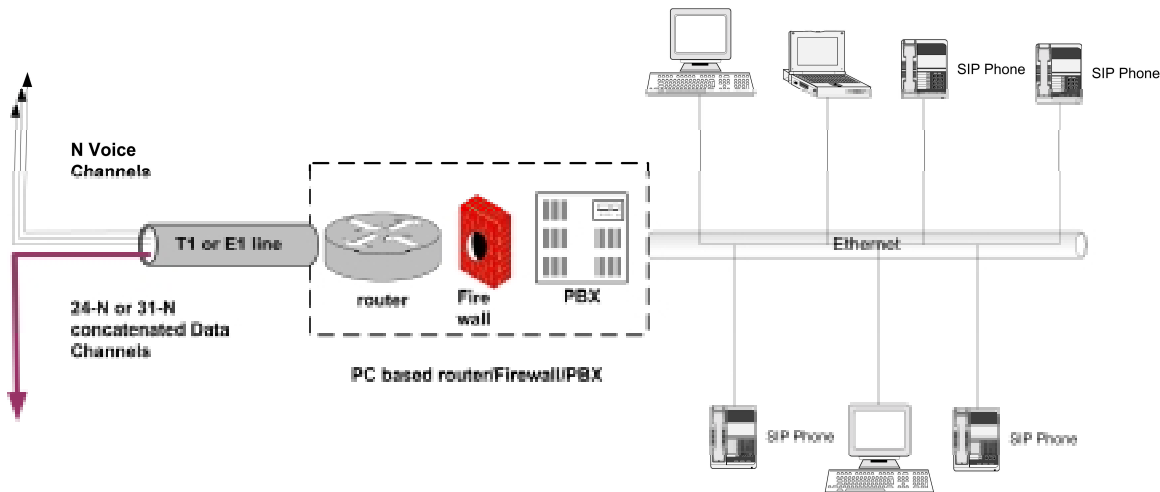 SIP Phone
SIP Phone
N Voice
Channels
T1 or E1 line
Ethernet
router
Fire
wall
PBX
24-N or 31-N
concatenated Data
Channels
PC based router/Firewall/PBX
SIP Phone
SIP Phone